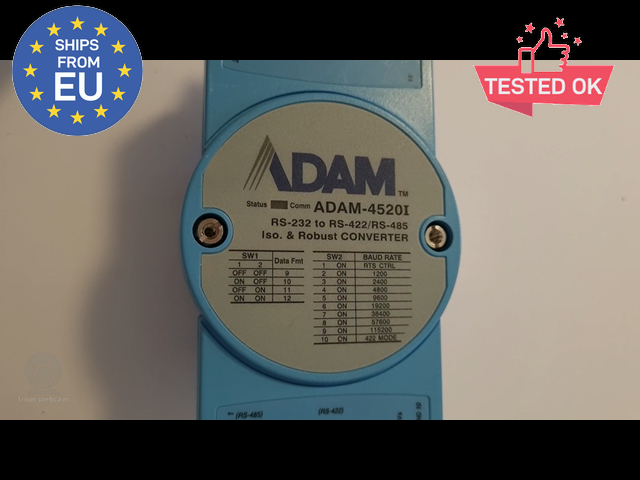 SHIPS
FROM
EU
TESTED OK
ADAM™
Status Comm ADAM-4520I
RS-232 to RS-422/RS-485
Iso. & Robust CONVERTER
SW1 Data Fmt
1 2
OFF OFF 9
ON OFF 10
OFF ON 11
ON ON 12
SW2 BAUD RATE
1 ON RTS CTRL
2 ON 1200
3 ON 2400
4 ON 4800
5 ON 9600
6 ON 19200
7 ON 38400
8 ON 57600
9 ON 115200
10 ON 422 MODE
(RS-485) (RS-422)